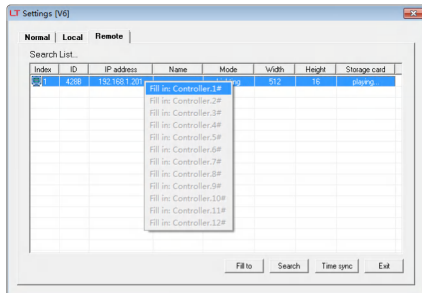 LT Settings [V6]
Normal Local Remote
Search List...
Index ID IP address Name Mode Width Height Storage card
1 4268 192.168.1.201 512 16 playing...
Fill in: Controller.1#
Fill in: Controller.2#
Fill in: Controller.3#
Fill in: Controller.4#
Fill in: Controller.5#
Fill in: Controller.6#
Fill in: Controller.7#
Fill in: Controller.8#
Fill in: Controller.9#
Fill in: Controller.10#
Fill in: Controller.11#
Fill in: Controller.12#
Fill to Search Time sync Exit